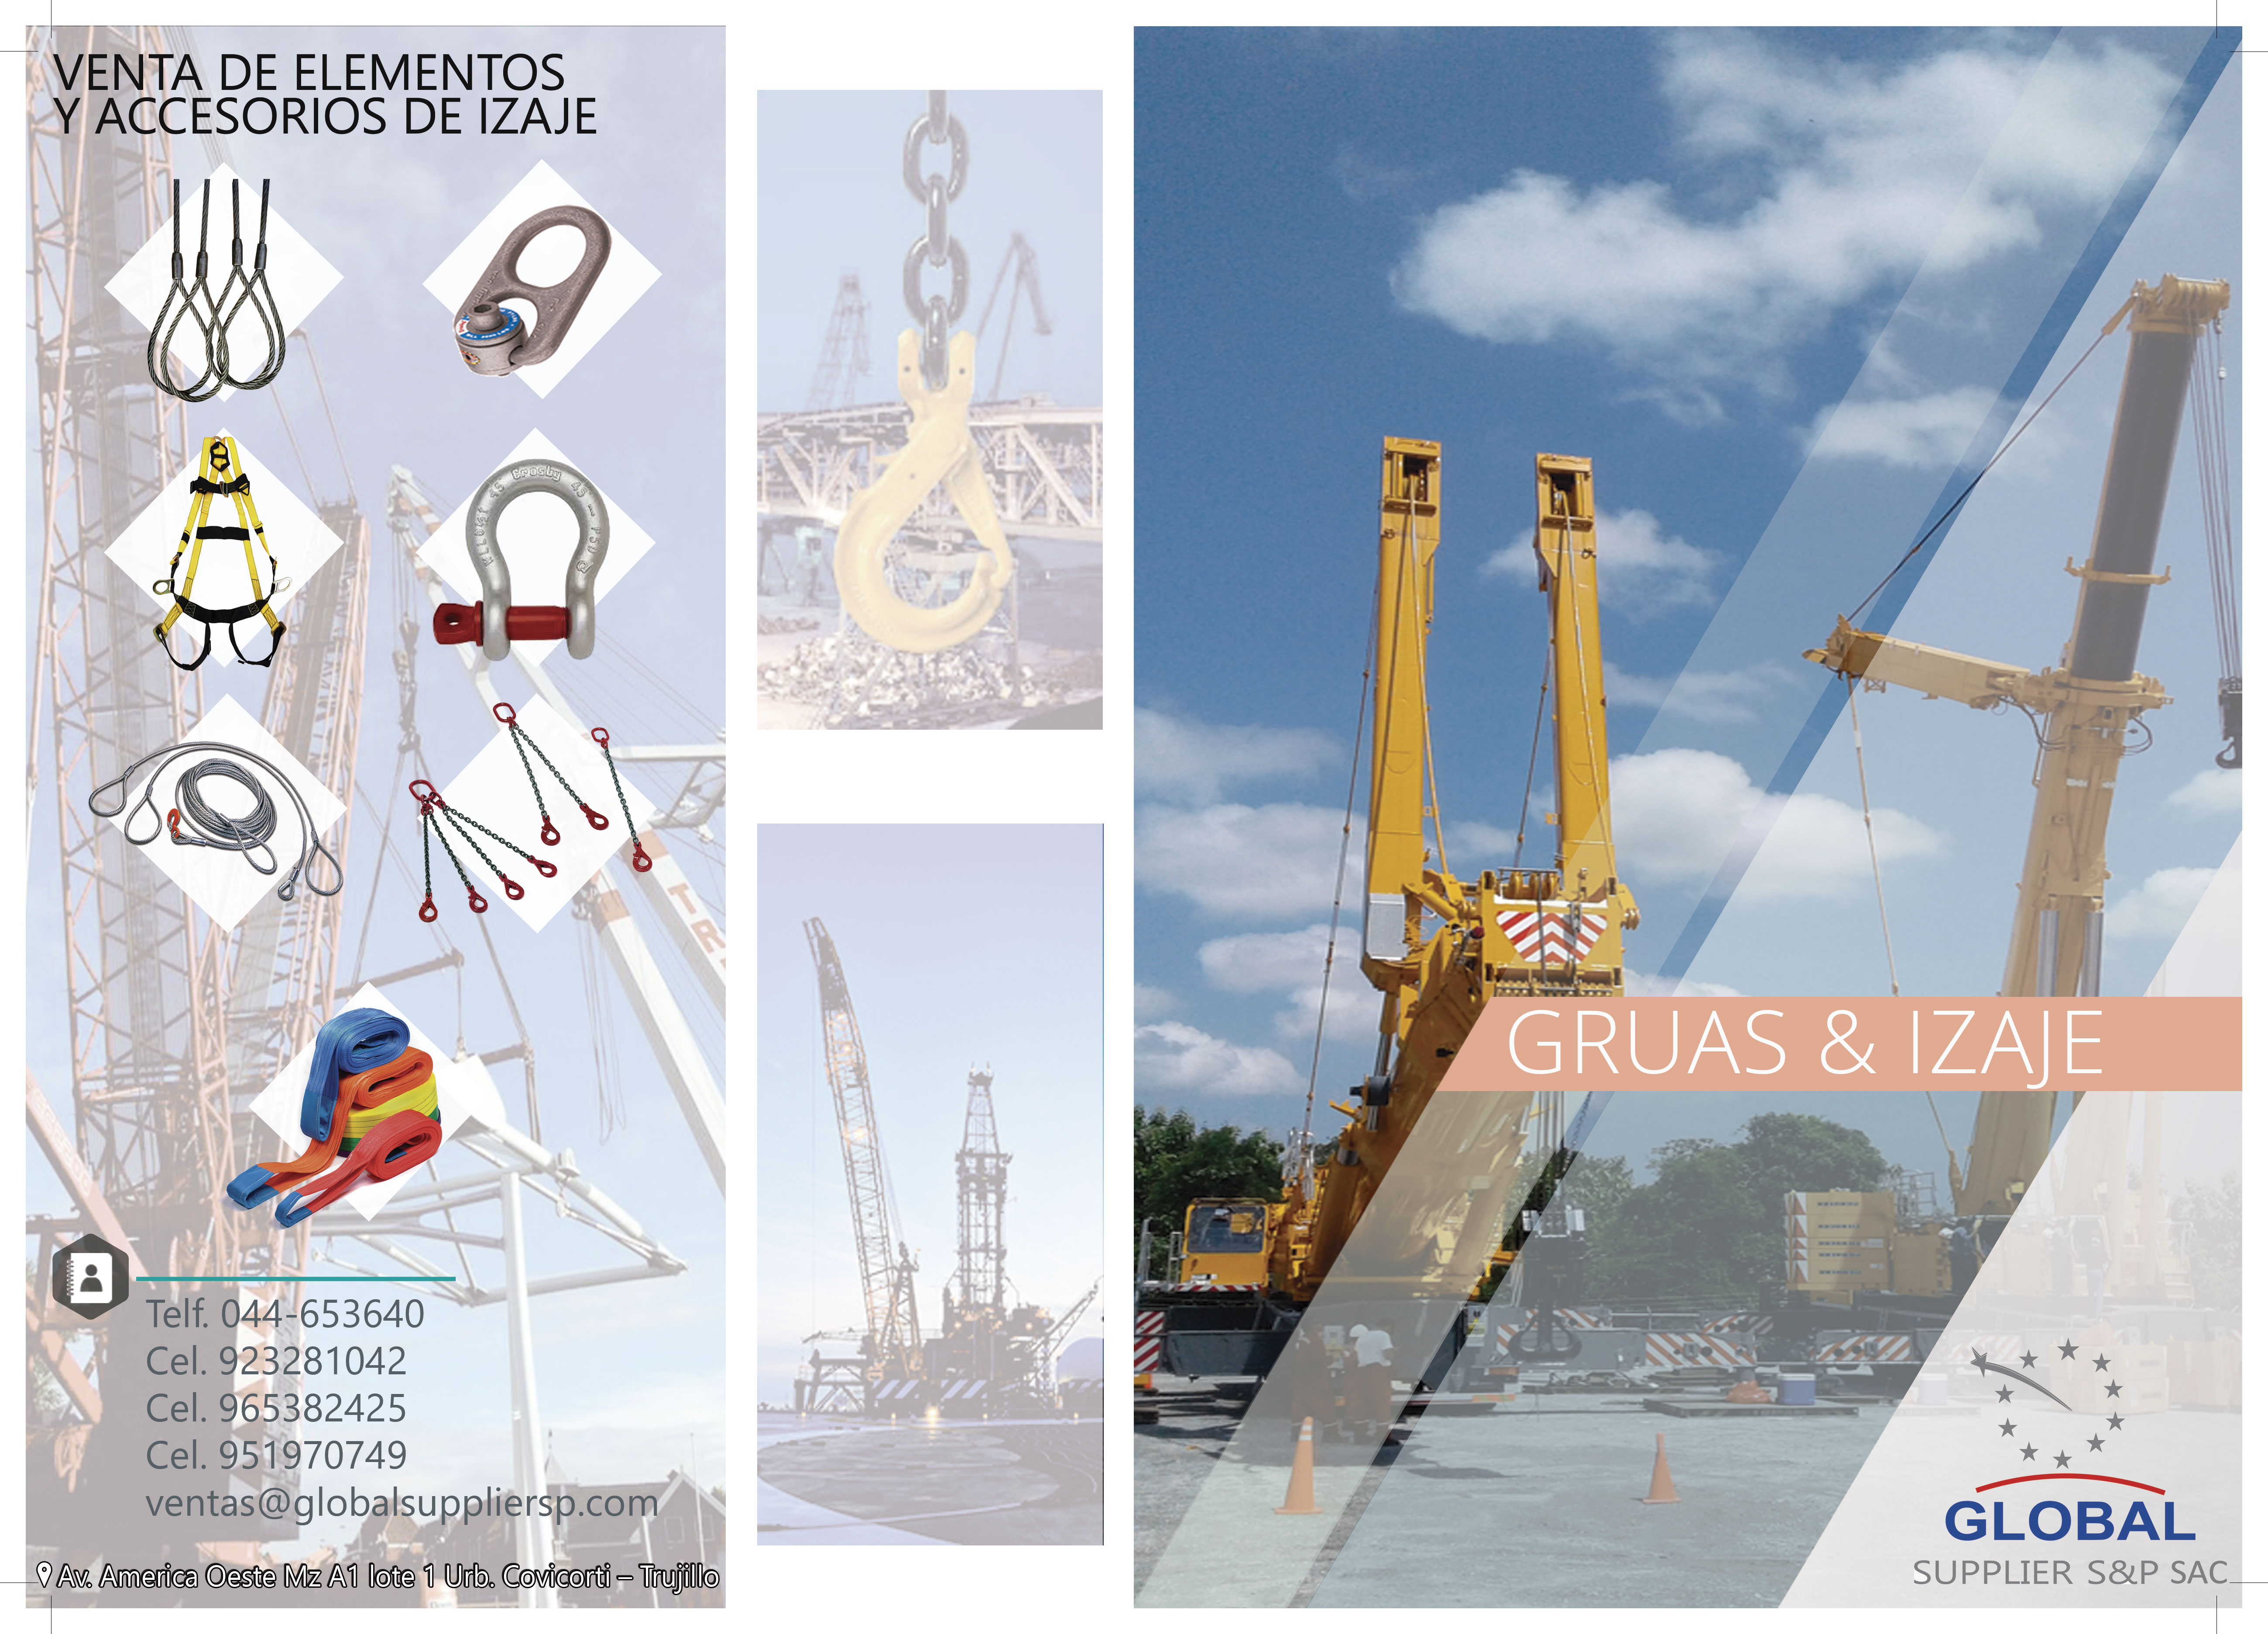 VENTA DE ELEMENTOS
Y ACCESORIOS DE IZAJE
Crosby
Telf. 044-653640
Cel. 923281042
Cel. 965382425
Cel. 951970749
ventas@globalsuppliersp.com
Av. America Oeste Mz A1 lote 1 Urb. Covicorti – Trujillo
GRUAS & IZAJE
GLOBAL
SUPPLIER S&P SAC